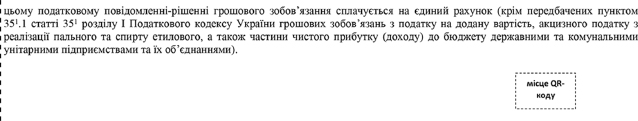 цьому податковому повідомленні-рішенні грошового зобов’язання сплачується на єдиний рахунок (крім передбачених пунктом
35¹.1 статті 35¹ розділу I Податкового кодексу України грошових зобов’язань з податку на додану вартість, акцизного податку з
реалізації пального та спирту етилового, а також частини чистого прибутку (доходу) до бюджету державними та комунальними
унітарними підприємствами та їх об’єднаннями).
місце QR-
коду